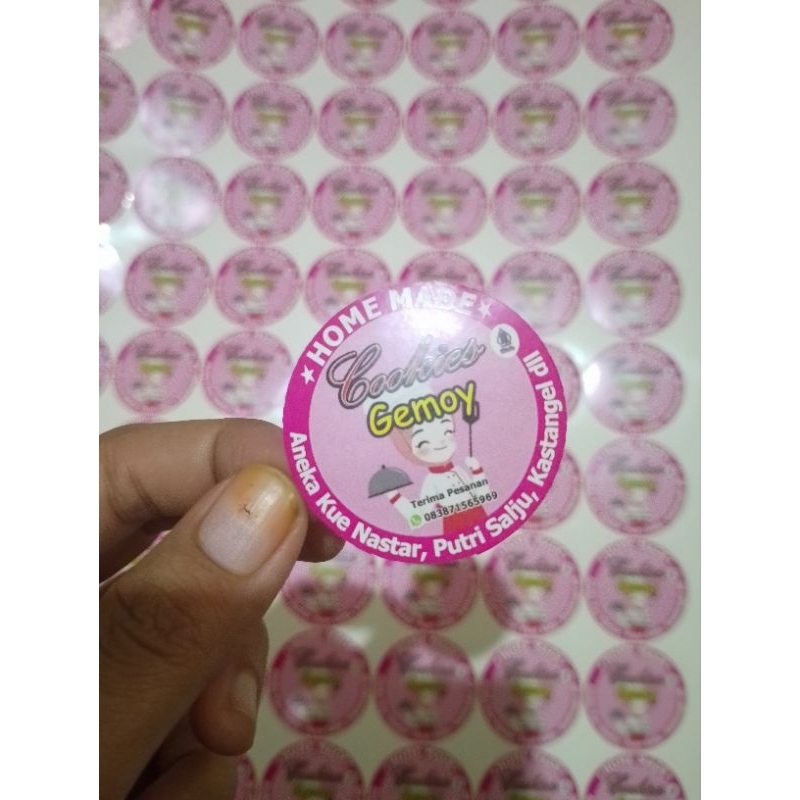 ★ HOME MADE ★
Cookies
Gemoy
Terima Pesanan
083871565969
Aneka Kue Nastar, Putri Salju, Kastangel dll